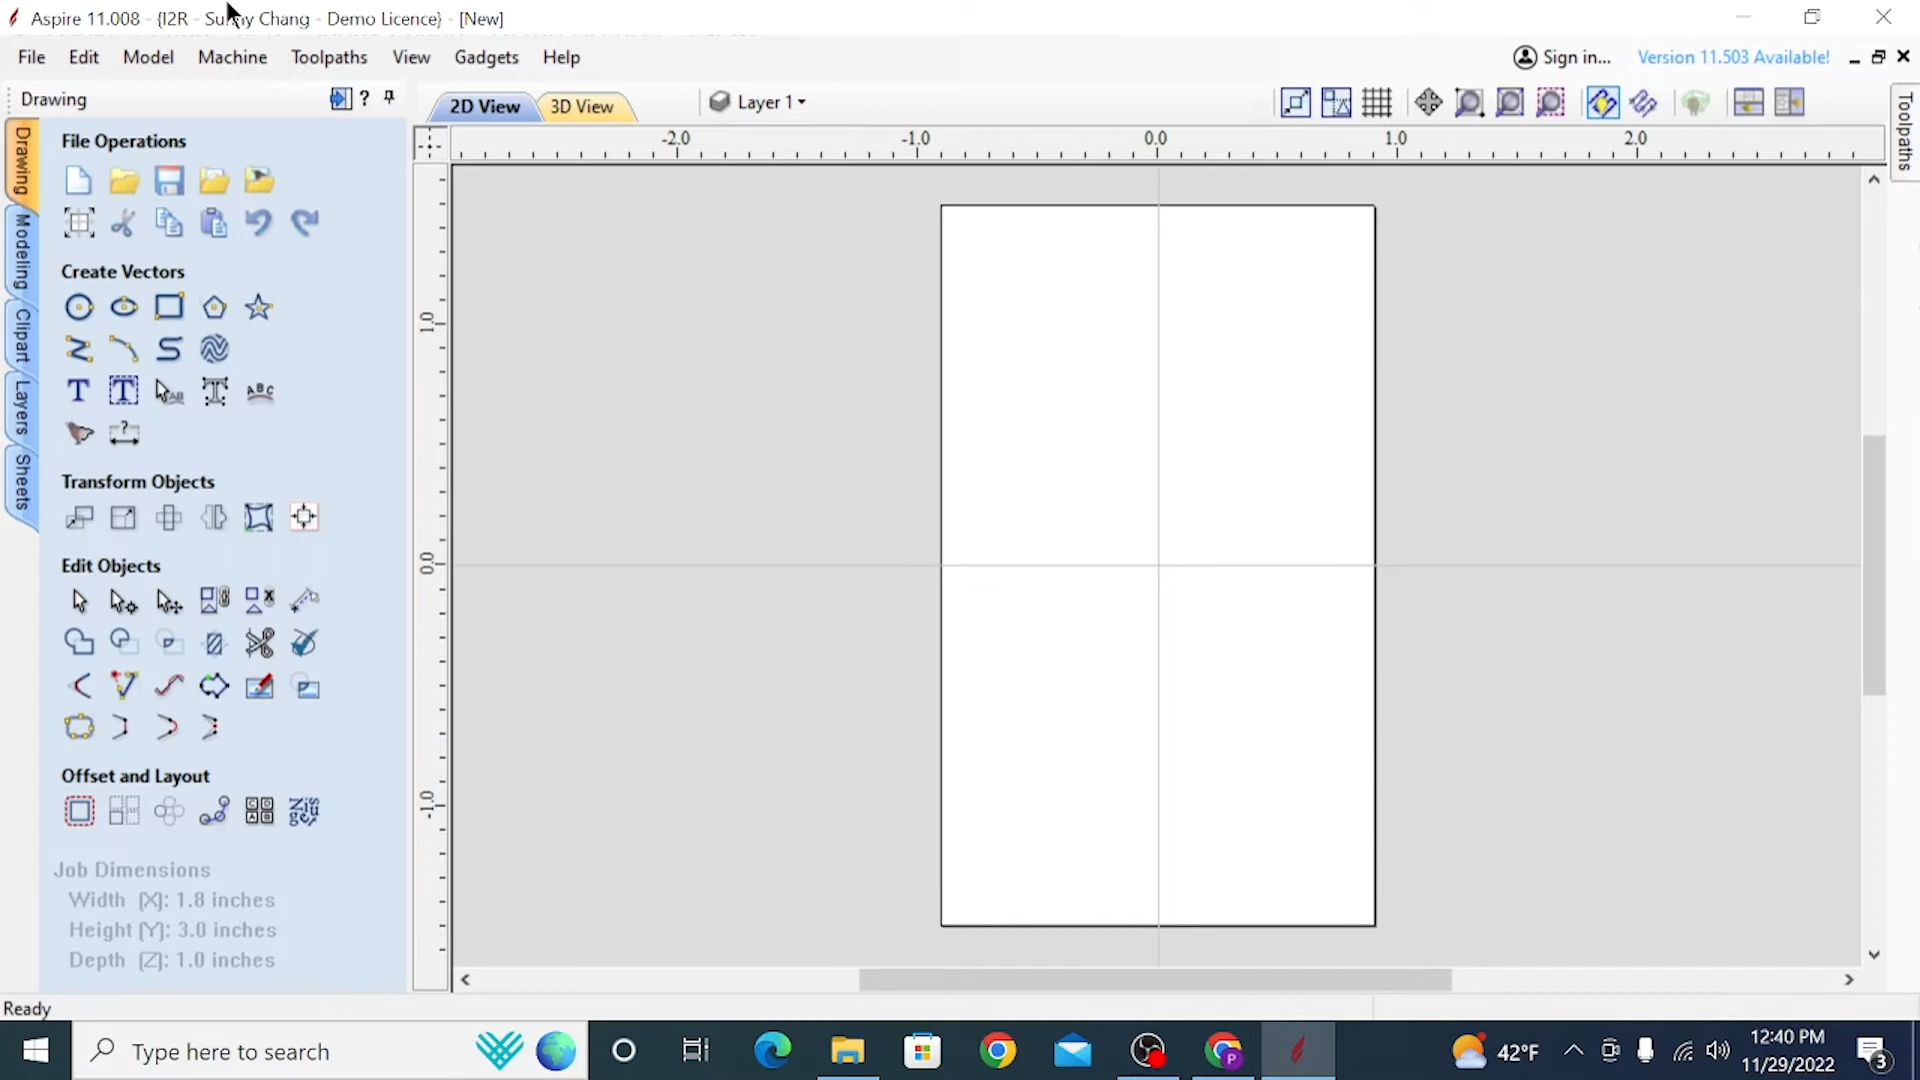 Aspire 11.008 - {I2R - Sunny Chang - Demo Licence} - [New]
File Edit Model Machine Toolpaths View Gadgets Help
Sign in... Version 11.503 Available!
Drawing
2D View 3D View
Layer 1
Toolpaths
-2.0 -1.0 0.0 1.0 2.0
Drawing
Modeling
Clipart
Layers
Sheets
File Operations
Create Vectors
Transform Objects
Edit Objects
Offset and Layout
Job Dimensions
Width (X): 1.8 inches
Height (Y): 3.0 inches
Depth (Z): 1.0 inches
1.0
0.0
-1.0
Ready
Type here to search
42°F
12:40 PM
11/29/2022
3